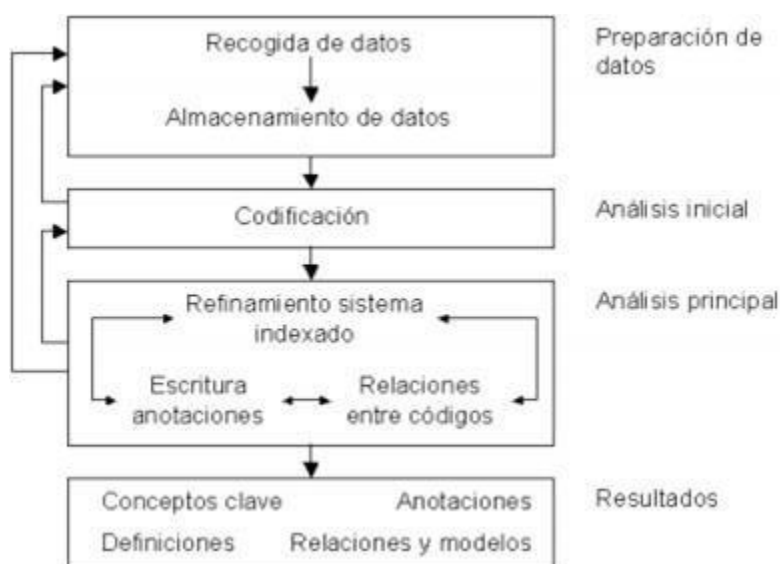 Recogida de datos
Preparación de
datos
Almacenamiento de datos
Codificación
Análisis inicial
Refinamiento sistema
indexado
Análisis principal
Escritura
anotaciones
Relaciones
entre códigos
Conceptos clave
Anotaciones
Resultados
Definiciones
Relaciones y modelos